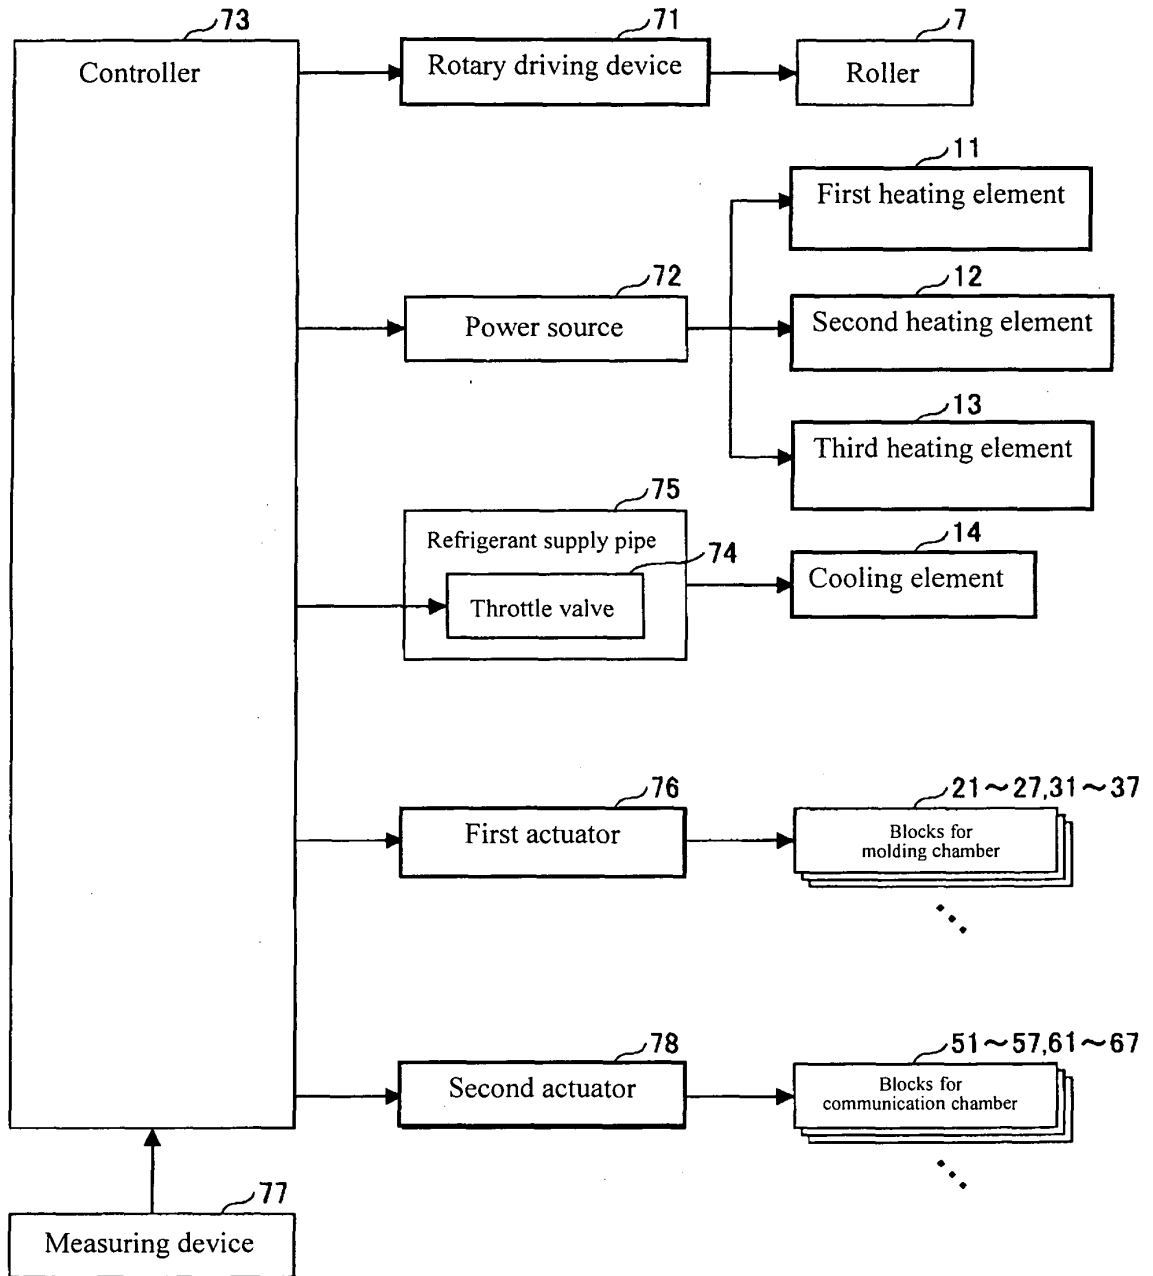 73
Controller
71
Rotary driving device
7
Roller
11
First heating element
72
Power source
12
Second heating element
13
Third heating element
75
Refrigerant supply pipe
74
Throttle valve
14
Cooling element
76
First actuator
21～27,31～37
Blocks for
molding chamber
78
Second actuator
51～57,61～67
Blocks for
communication chamber
77
Measuring device